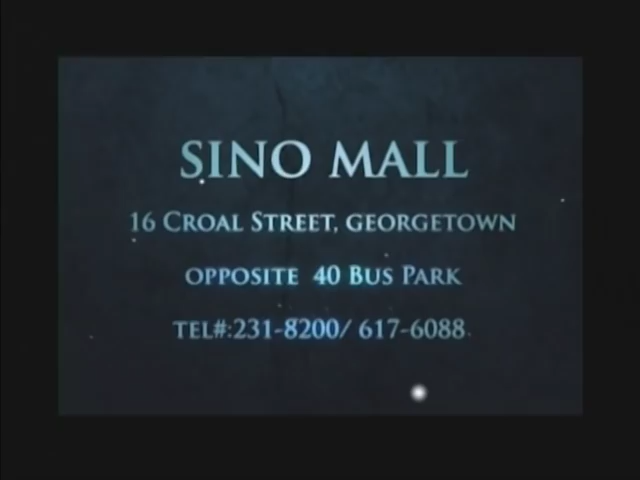 SINO MALL
16 CROAL STREET, GEORGETOWN
OPPOSITE 40 BUS PARK
TEL#:231-8200/ 617-6088